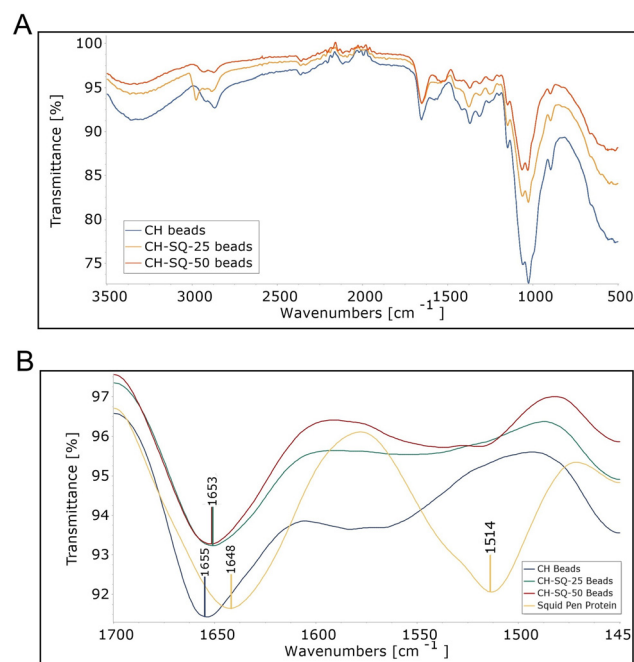 A
100
95
90
85
80
75
Transmittance [%]
CH beads
CH-SQ-25 beads
CH-SQ-50 beads
3500 3000 2500 2000 1500 1000 500
Wavenumbers [cm -1 ]
B
97
96
95
94
93
92
Transmittance [%]
1655
1653
1648
1514
CH Beads
CH-SQ-25 Beads
CH-SQ-50 Beads
Squid Pen Protein
1700 1650 1600 1550 1500 145
Wavenumbers [cm -1 ]